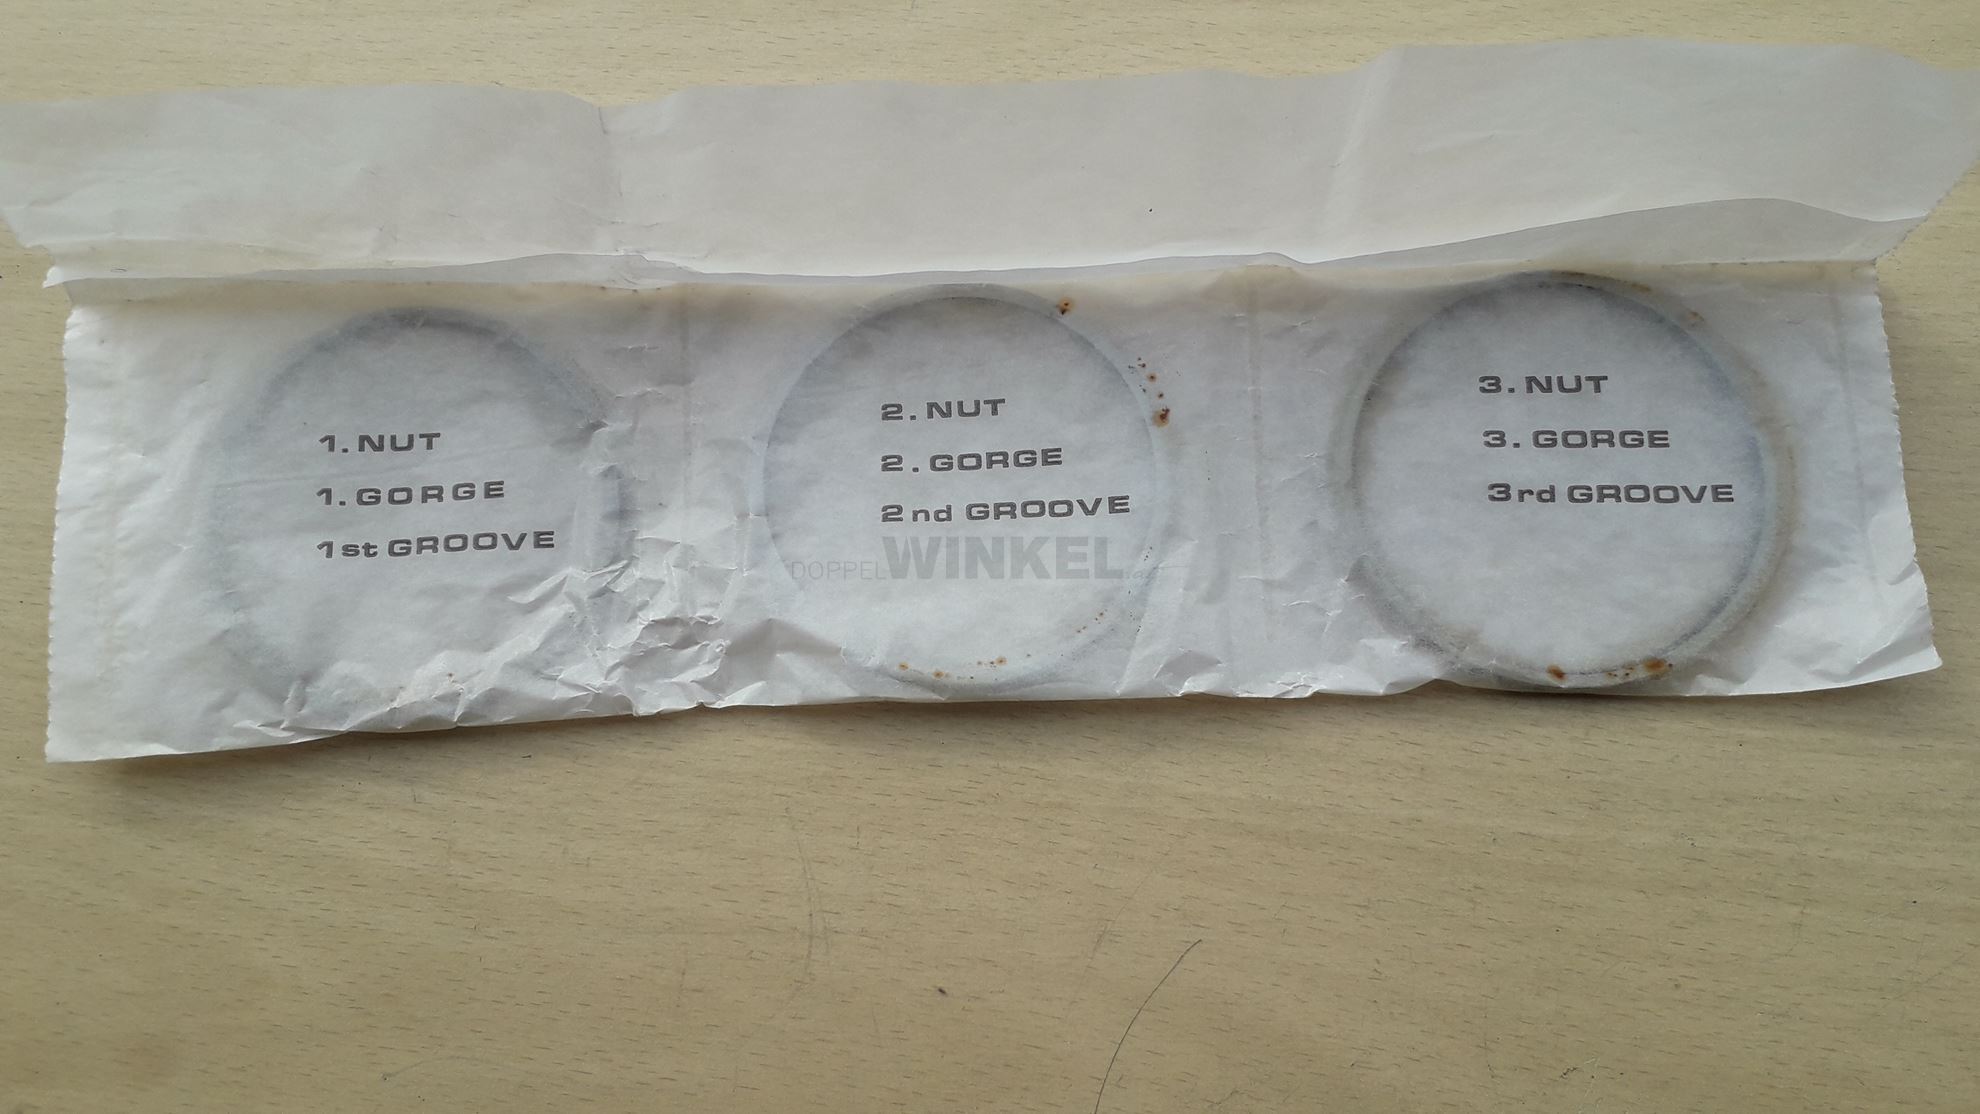 1. NUT
1. GORGE
1st GROOVE
2. NUT
2. GORGE
2nd GROOVE
3. NUT
3. GORGE
3rd GROOVE
DOPPELWINKEL